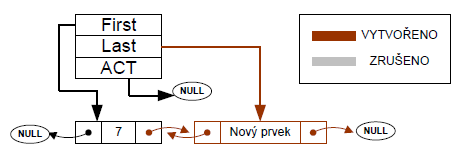 First
Last
ACT
VYTVOŘENO
ZRUŠENO
NULL
NULL
7
Nový prvek
NULL